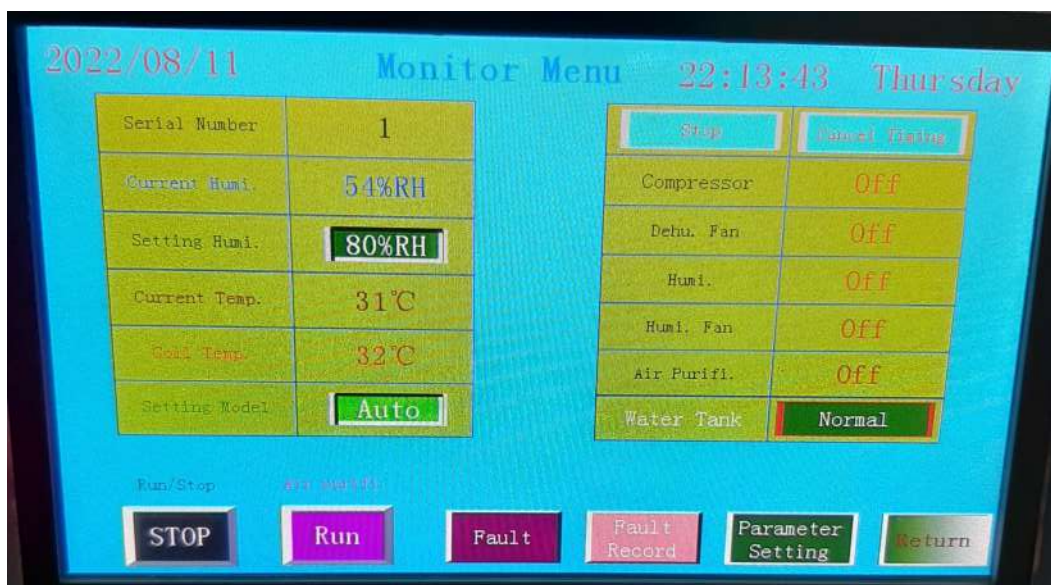 2022/08/11 Monitor Menu 22:13:43 Thursday
Serial Number 1
Current Humi. 54%RH
Setting Humi. 80%RH
Current Temp. 31℃
Coil Temp. 32℃
Setting Model Auto
Stop Cancel Timing
Compressor Off
Dehu. Fan Off
Humi. Off
Humi. Fan Off
Air Purifi. Off
Water Tank Normal
Run/Stop Air purifi.
STOP Run Fault Fault Record Parameter Setting Return